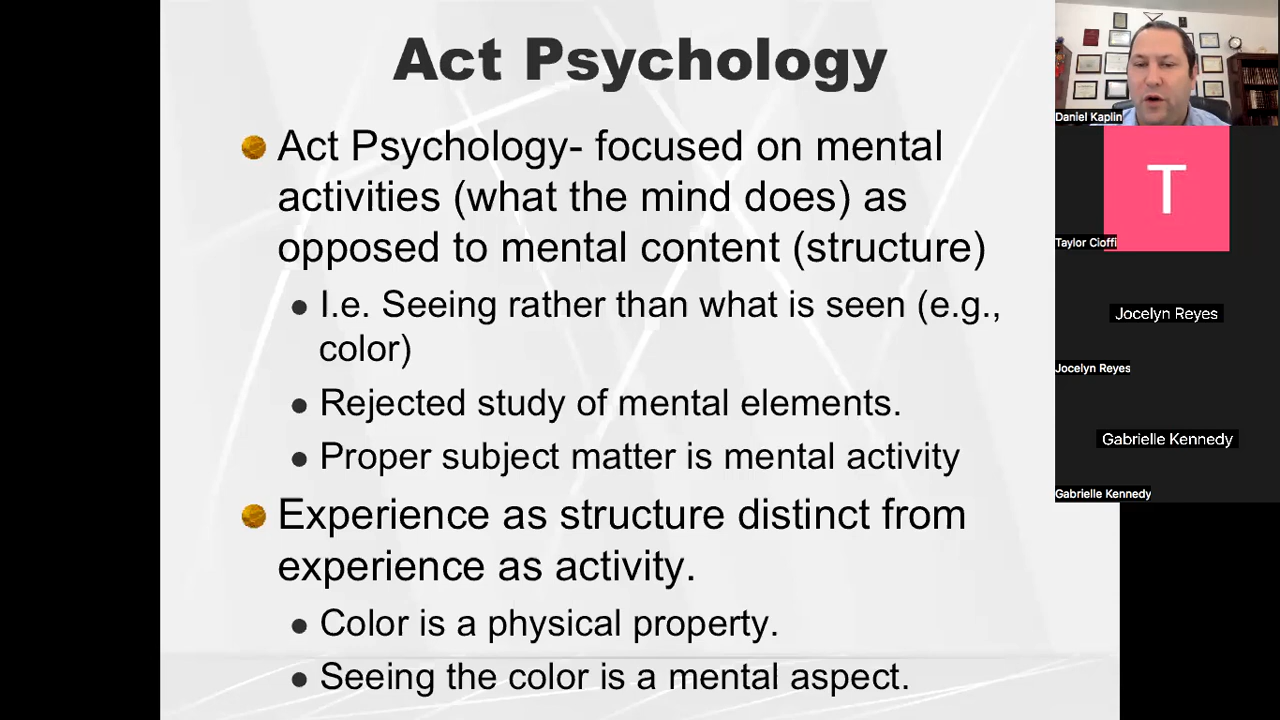 Act Psychology
Act Psychology- focused on mental
activities (what the mind does) as
opposed to mental content (structure)
I.e. Seeing rather than what is seen (e.g.,
color)
Rejected study of mental elements.
Proper subject matter is mental activity
Experience as structure distinct from
experience as activity.
Color is a physical property.
Seeing the color is a mental aspect.
Daniel Kaplin
T
Taylor Cioffi
Jocelyn Reyes
Jocelyn Reyes
Gabrielle Kennedy
Gabrielle Kennedy